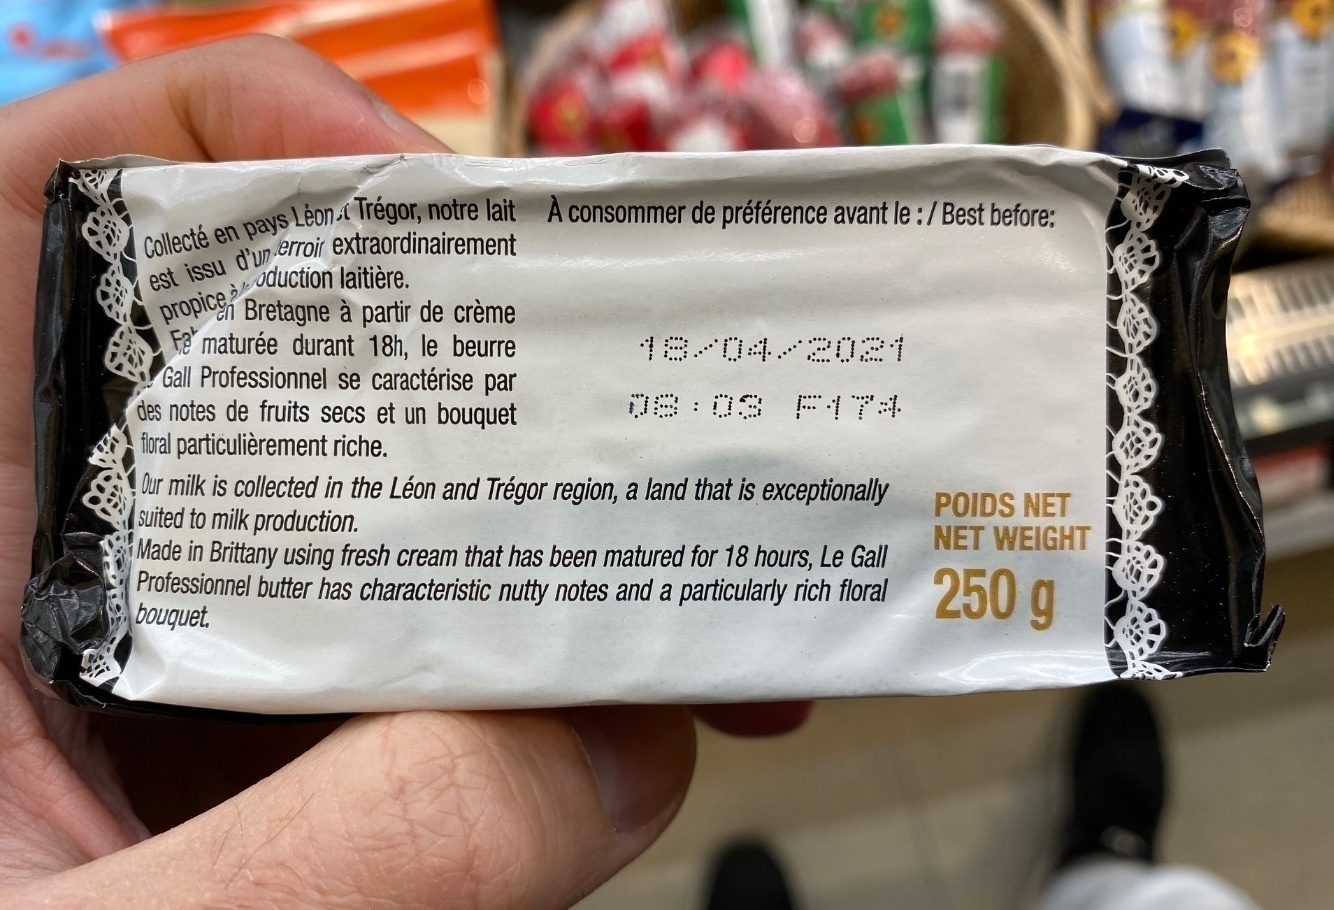 Collecté en pays Léon Trégor, notre lait
est issu d'un terroir extraordinairement
propice à production laitière.
en Bretagne à partir de crème
maturée durant 18h, le beurre
Gall Professionnel se caractérise par
des notes de fruits secs et un bouquet
floral particulièrement riche.
À consommer de préférence avant le : / Best before:
18/04/2021
08:03 F174
Our milk is collected in the Léon and Trégor region, a land that is exceptionally
suited to milk production.
Made in Brittany using fresh cream that has been matured for 18 hours, Le Gall
Professionnel butter has characteristic nutty notes and a particularly rich floral
bouquet.
POIDS NET
NET WEIGHT
250 g